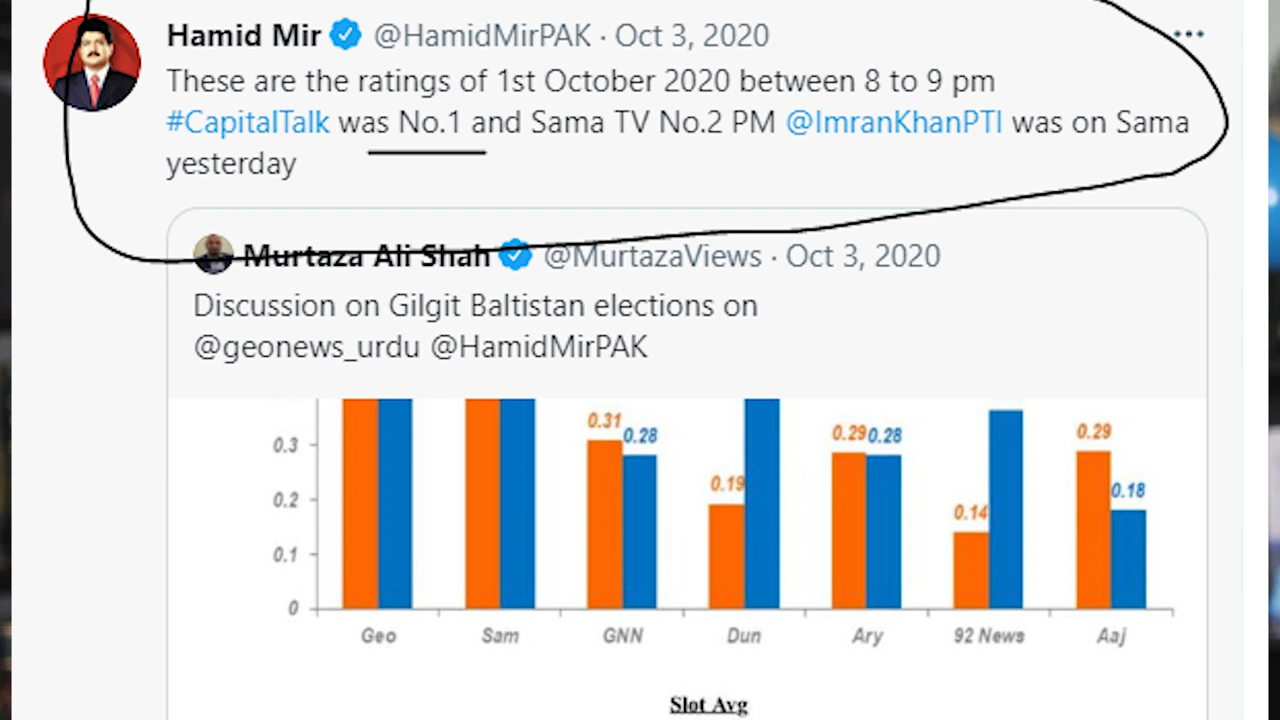 Hamid Mir @HamidMirPAK · Oct 3, 2020
These are the ratings of 1st October 2020 between 8 to 9 pm
#CapitalTalk was No.1 and Sama TV No.2 PM @ImranKhanPTI was on Sama
yesterday
Murtaza Ali Shah @MurtazaViews · Oct 3, 2020
Discussion on Gilgit Baltistan elections on
@geonews_urdu @HamidMirPAK
0.31 0.28 0.19 0.29 0.28 0.14 0.29 0.18
0.3
0.2
0.1
0
Geo Sam GNN Dun Ary 92 News Aaj
Slot Avg